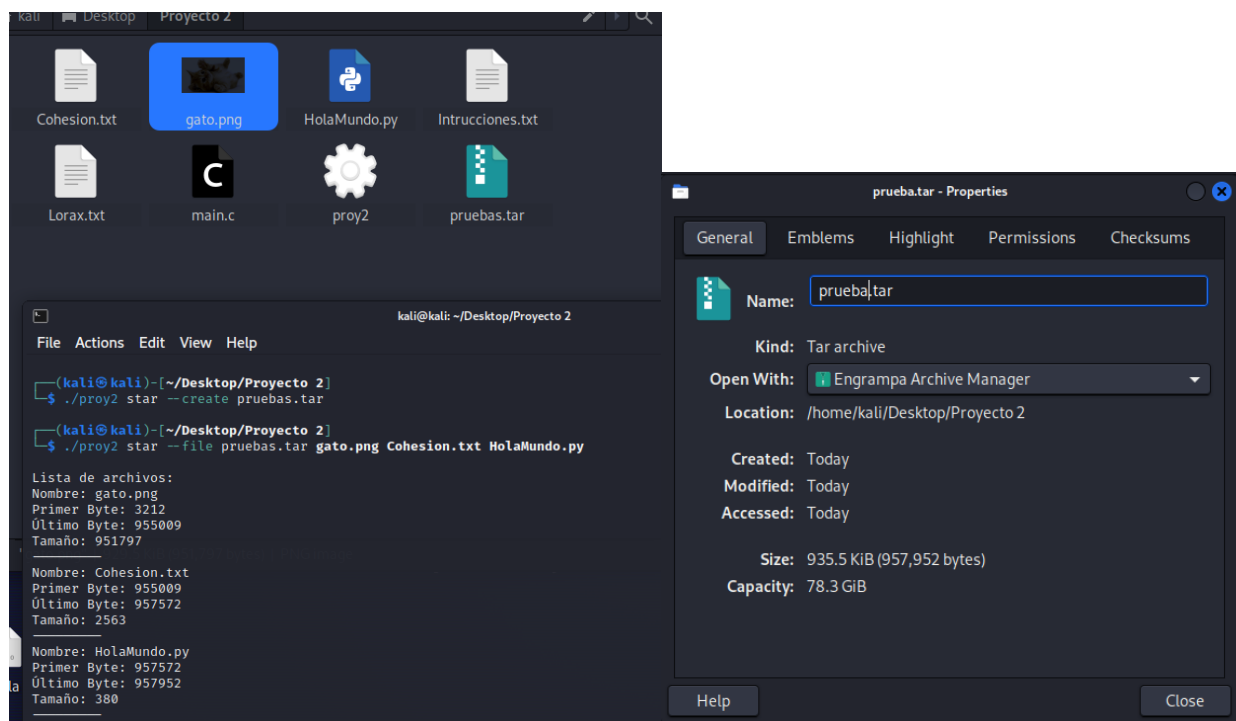 kali Desktop Proyecto 2
Cohesion.txt gato.png HolaMundo.py Intrucciones.txt
C
Lorax.txt main.c proy2 pruebas.tar
kali@kali: ~/Desktop/Proyecto 2
File Actions Edit View Help
(kali㉿kali)-[~/Desktop/Proyecto 2]
$ ./proy2 star --create pruebas.tar
(kali㉿kali)-[~/Desktop/Proyecto 2]
$ ./proy2 star --file pruebas.tar gato.png Cohesion.txt HolaMundo.py
Lista de archivos:
Nombre: gato.png
Primer Byte: 3212
Último Byte: 955009
Tamaño: 951797
Nombre: Cohesion.txt
Primer Byte: 955009
Último Byte: 957572
Tamaño: 2563
Nombre: HolaMundo.py
Primer Byte: 957572
Último Byte: 957952
Tamaño: 380
prueba.tar - Properties
General Emblems Highlight Permissions Checksums
Name: prueba.tar
Kind: Tar archive
Open With: Engrampa Archive Manager
Location: /home/kali/Desktop/Proyecto 2
Created: Today
Modified: Today
Accessed: Today
Size: 935.5 KiB (957,952 bytes)
Capacity: 78.3 GiB
Help Close